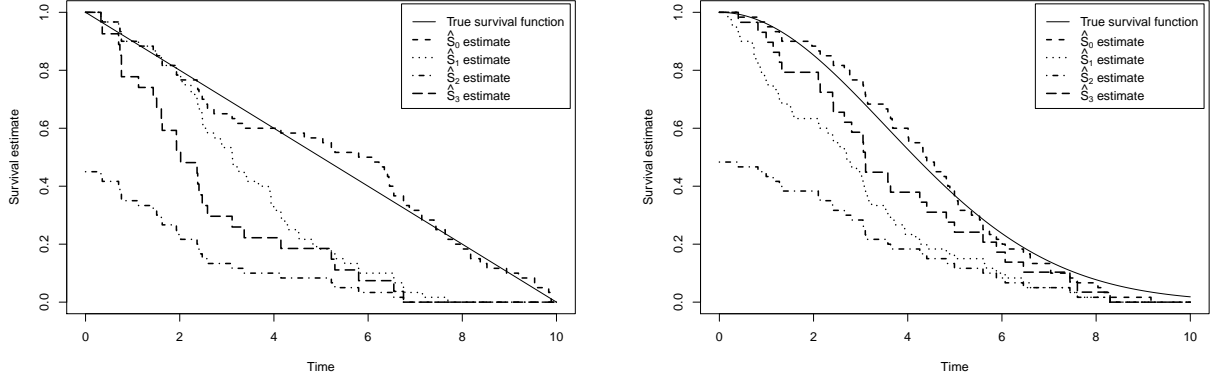 True survival function
Ŝ0 estimate
Ŝ1 estimate
Ŝ2 estimate
Ŝ3 estimate
Survival estimate
1.0
0.8
0.6
0.4
0.2
0.0
0 2 4 6 8 10
Time
True survival function
Ŝ0 estimate
Ŝ1 estimate
Ŝ2 estimate
Ŝ3 estimate
Survival estimate
1.0
0.8
0.6
0.4
0.2
0.0
0 2 4 6 8 10
Time